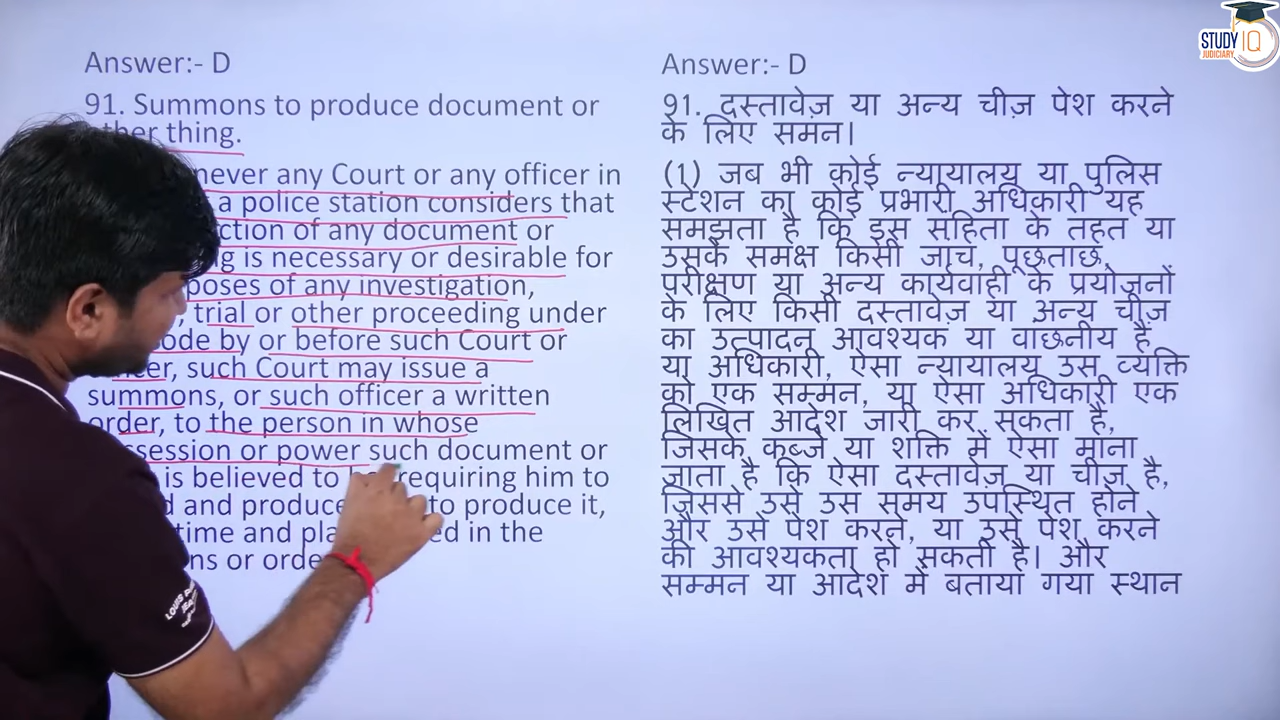 Answer:- D
91. Summons to produce document or
other thing.
never any Court or any officer in
a police station considers that
ction of any document or
g is necessary or desirable for
poses of any investigation,
trial or other proceeding under
ode by or before such Court or
cer, such Court may issue a
summons, or such officer a written
order, to the person in whose
ssession or power such document or
is believed to requiring him to
d and produce to produce it,
time and pla ed in the
ns or orde
Answer:- D
91. दस्तावेज़ या अन्य चीज़ पेश करने
के लिए समन।
(1) जब भी कोई न्यायालय या पुलिस
स्टेशन का कोई प्रभारी अधिकारी यह
समझता है कि इस संहिता के तहत या
उसके समक्ष किसी जांच, पूछताछ,
परीक्षण या अन्य कार्यवाही के प्रयोजनों
के लिए किसी दस्तावेज़ या अन्य चीज़
का उत्पादन आवश्यक या वांछनीय है
या अधिकारी, ऐसा न्यायालय उस व्यक्ति
को एक सम्मन, या ऐसा अधिकारी एक
लिखित आदेश जारी कर सकता है,
जिसके कब्जे या शक्ति में ऐसा माना
जाता है कि ऐसा दस्तावेज़ या चीज़ है,
जिससे उसे उस समय उपस्थित होने
और उसे पेश करने, या उसे पेश करने
की आवश्यकता हो सकती है। और
सम्मन या आदेश में बताया गया स्थान
STUDY IQ
JUDICIARY